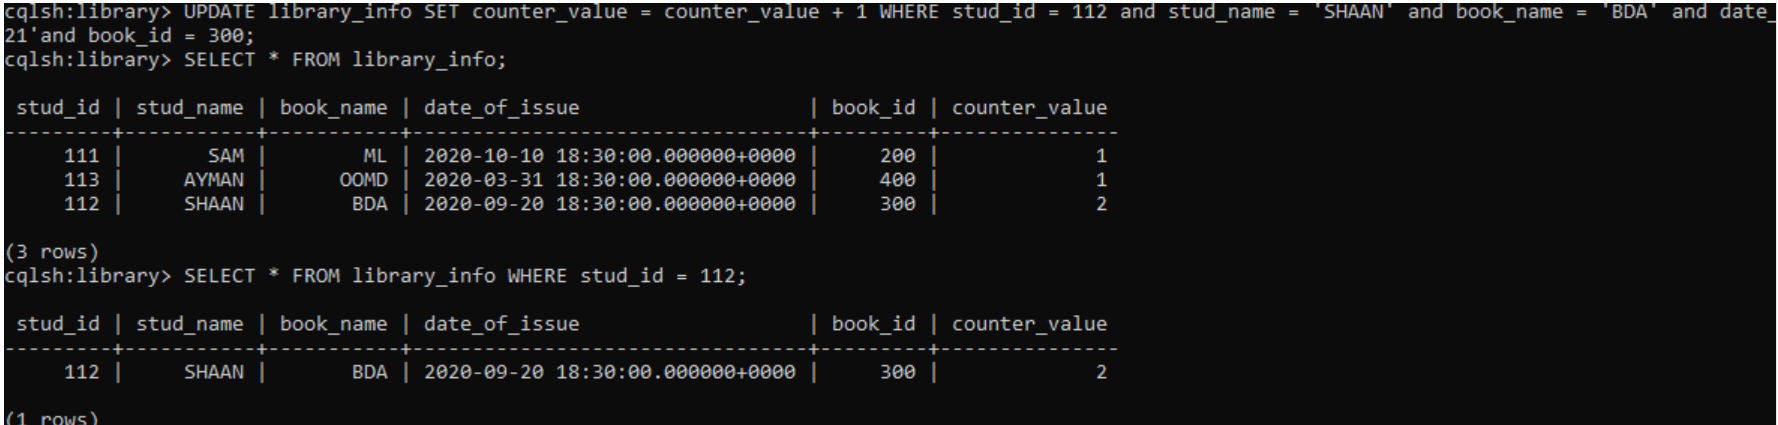 cqlsh:library> UPDATE library_info SET counter_value = counter_value + 1 WHERE stud_id = 112 and stud_name = 'SHAAN' and book_name = 'BDA' and date_
21'and book_id = 300;
cqlsh:library> SELECT * FROM library_info;
 stud_id | stud_name | book_name | date_of_issue                   | book_id | counter_value
---------+-----------+-----------+---------------------------------+---------+---------------
     111 |       SAM |        ML | 2020-10-10 18:30:00.000000+0000 |     200 |             1
     113 |     AYMAN |      OOMD | 2020-03-31 18:30:00.000000+0000 |     400 |             1
     112 |     SHAAN |       BDA | 2020-09-20 18:30:00.000000+0000 |     300 |             2
(3 rows)
cqlsh:library> SELECT * FROM library_info WHERE stud_id = 112;
 stud_id | stud_name | book_name | date_of_issue                   | book_id | counter_value
---------+-----------+-----------+---------------------------------+---------+---------------
     112 |     SHAAN |       BDA | 2020-09-20 18:30:00.000000+0000 |     300 |             2
(1 rows)